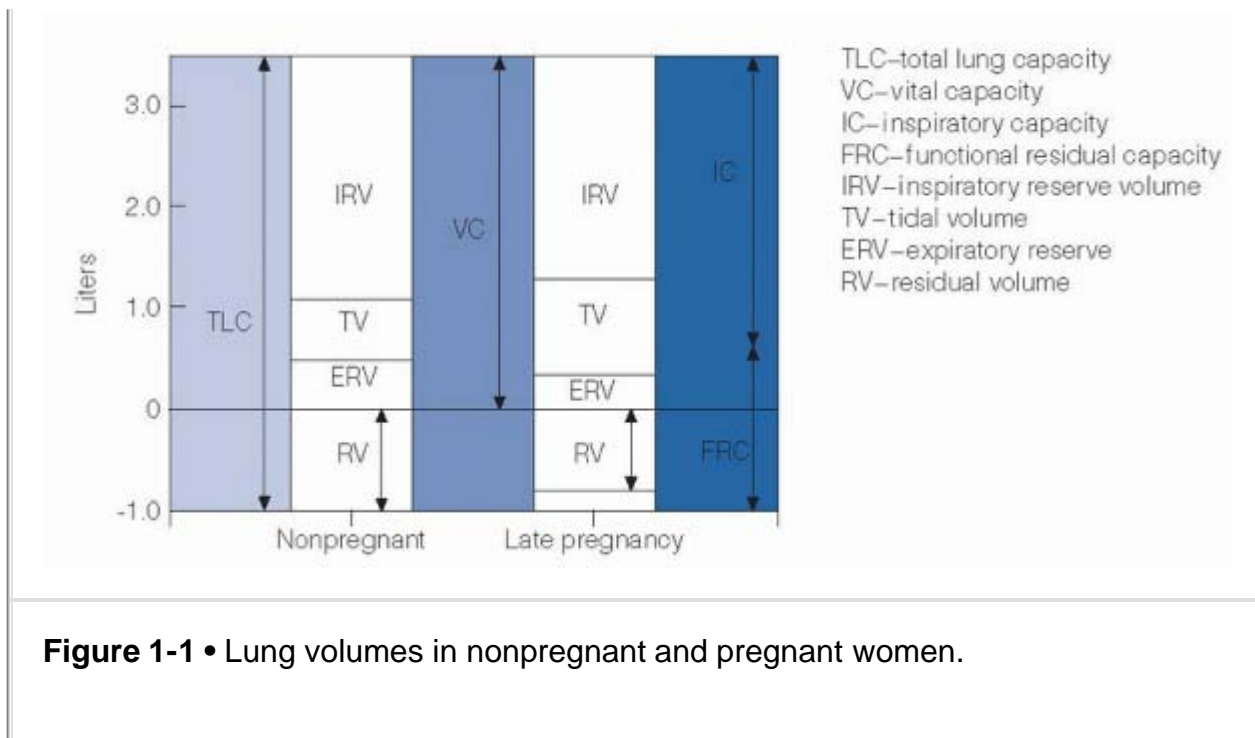 3.0
2.0
1.0
0
-1.0
Liters
TLC
IRV
TV
ERV
RV
VC
IRV
TV
ERV
RV
IC
FRC
Nonpregnant
Late pregnancy
TLC–total lung capacity
VC–vital capacity
IC–inspiratory capacity
FRC–functional residual capacity
IRV–inspiratory reserve volume
TV–tidal volume
ERV–expiratory reserve
RV–residual volume
Figure 1-1 • Lung volumes in nonpregnant and pregnant women.